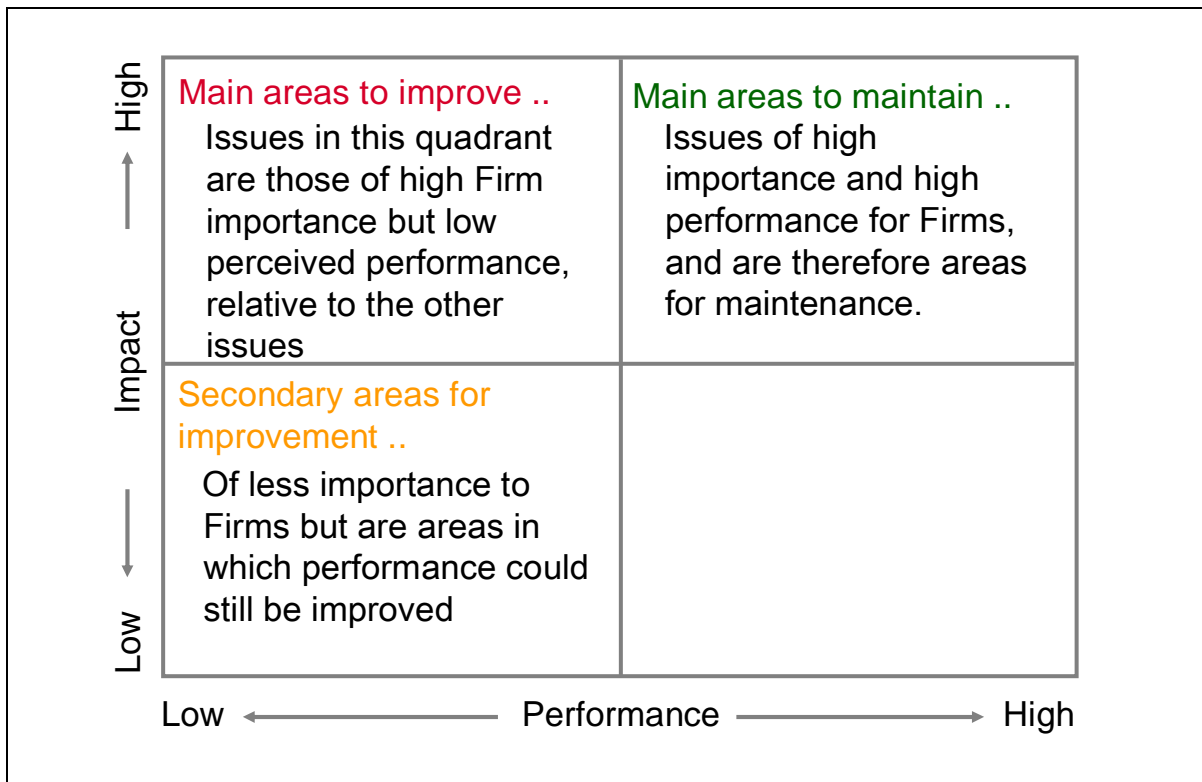 High
Impact
Low
Main areas to improve ..
Issues in this quadrant
are those of high Firm
importance but low
perceived performance,
relative to the other
issues
Main areas to maintain ..
Issues of high
importance and high
performance for Firms,
and are therefore areas
for maintenance.
Secondary areas for
improvement ..
Of less importance to
Firms but are areas in
which performance could
still be improved
Low Performance High